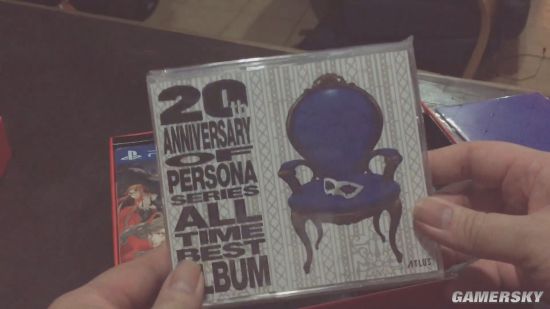 20th
ANNIVERSARY
OF
PERSONA
SERIES
ALL
TIME
BEST
ALBUM
ATLUS
GAMERSKY